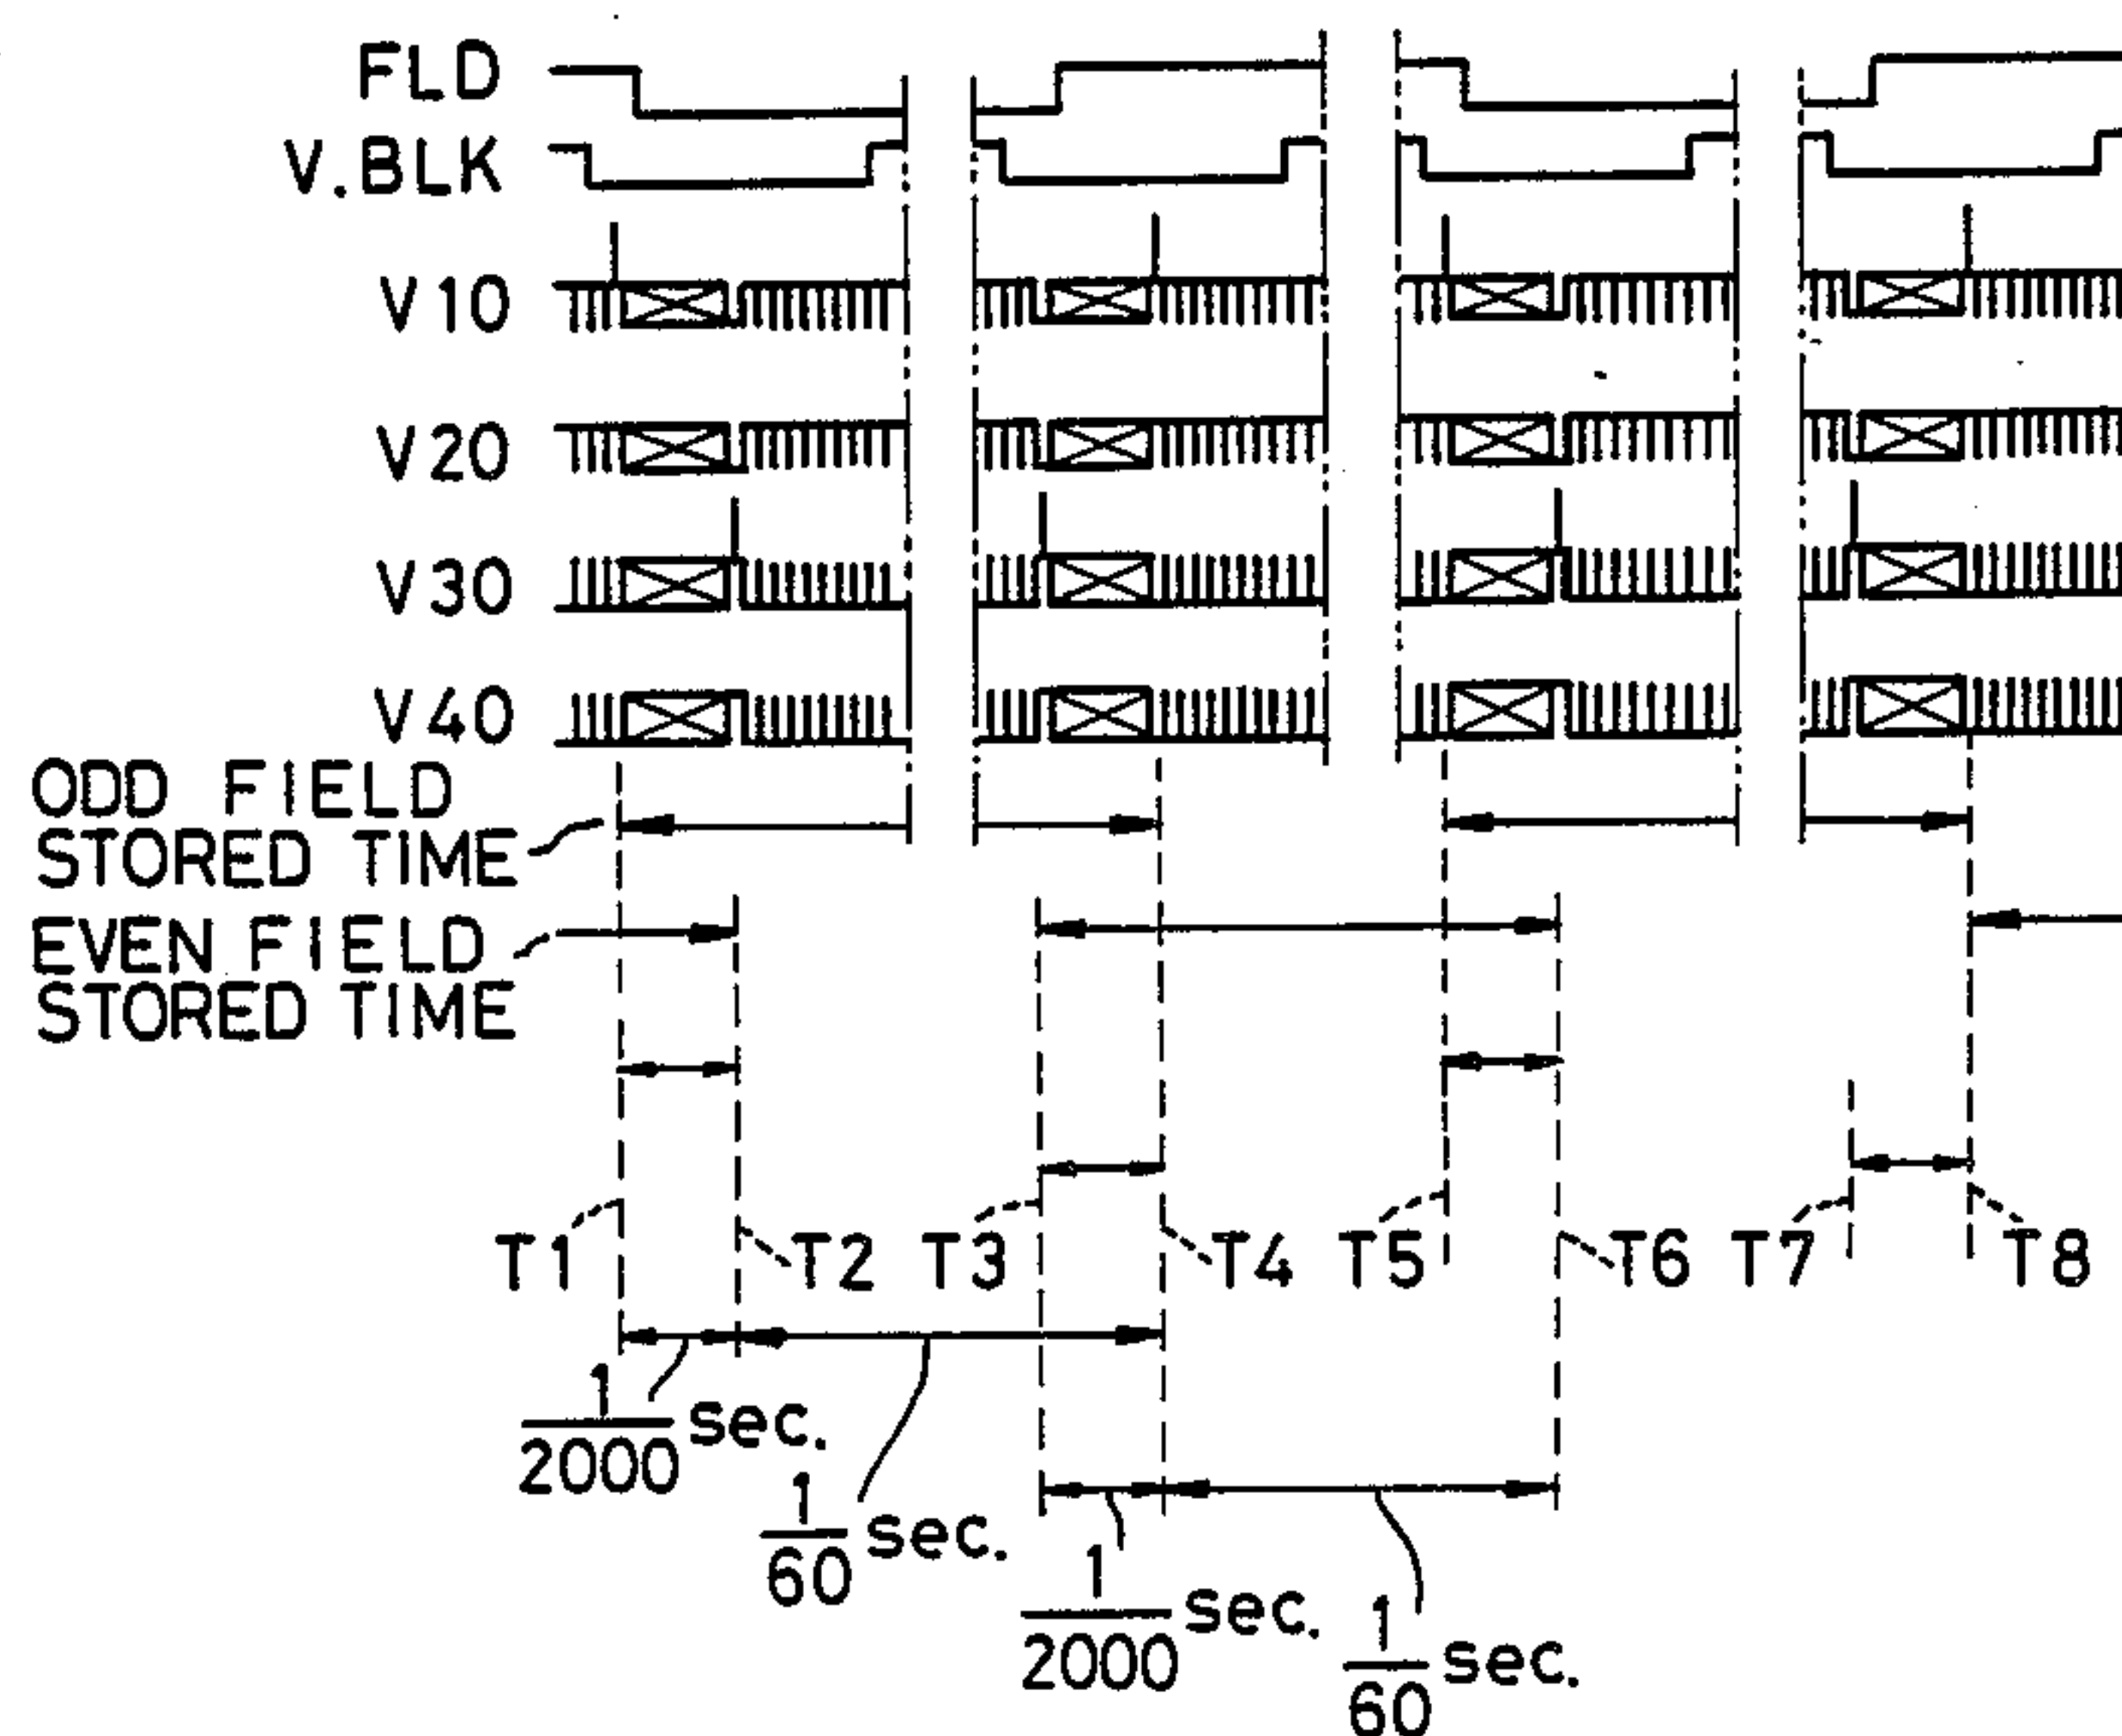 FLD
V.BLK
V10
V20
V30
V40
ODD FIELD
STORED TIME
EVEN FIELD
STORED TIME
T1 T2 T3 T4 T5 T6 T7 T8
1/2000 sec.
1/60 sec.
1/2000 sec.
1/60 sec.